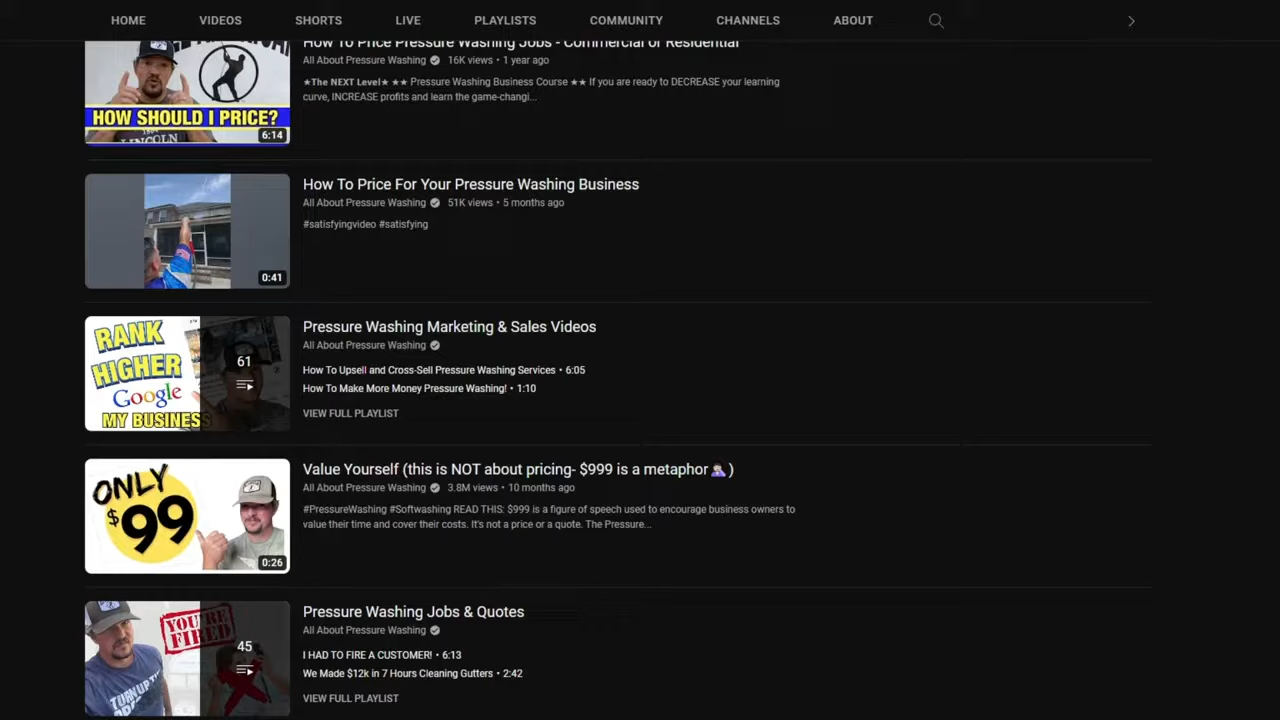 HOME VIDEOS SHORTS LIVE PLAYLISTS COMMUNITY CHANNELS ABOUT
How To Price Pressure Washing Jobs - Commercial or Residential
All About Pressure Washing 16K views • 1 year ago
★The NEXT Level★ ★★ Pressure Washing Business Course ★★ If you are ready to DECREASE your learning
curve, INCREASE profits and learn the game-changi...
HOW SHOULD I PRICE?
LINCOLN
6:14
How To Price For Your Pressure Washing Business
All About Pressure Washing 51K views • 5 months ago
#satisfyingvideo #satisfying
0:41
RANK
HIGHER
Google
MY BUSINESS
61
Pressure Washing Marketing & Sales Videos
All About Pressure Washing
How To Upsell and Cross-Sell Pressure Washing Services • 6:05
How To Make More Money Pressure Washing! • 1:10
VIEW FULL PLAYLIST
ONLY
$99
0:26
Value Yourself (this is NOT about pricing- $999 is a metaphor🤦🏻‍♀️)
All About Pressure Washing 3.8M views • 10 months ago
#PressureWashing #Softwashing READ THIS: $999 is a figure of speech used to encourage business owners to
value their time and cover their costs. It's not a price or a quote. The Pressure...
YOU'RE
FIRED
TURN UP THE
45
Pressure Washing Jobs & Quotes
All About Pressure Washing
I HAD TO FIRE A CUSTOMER! • 6:13
We Made $12k in 7 Hours Cleaning Gutters • 2:42
VIEW FULL PLAYLIST